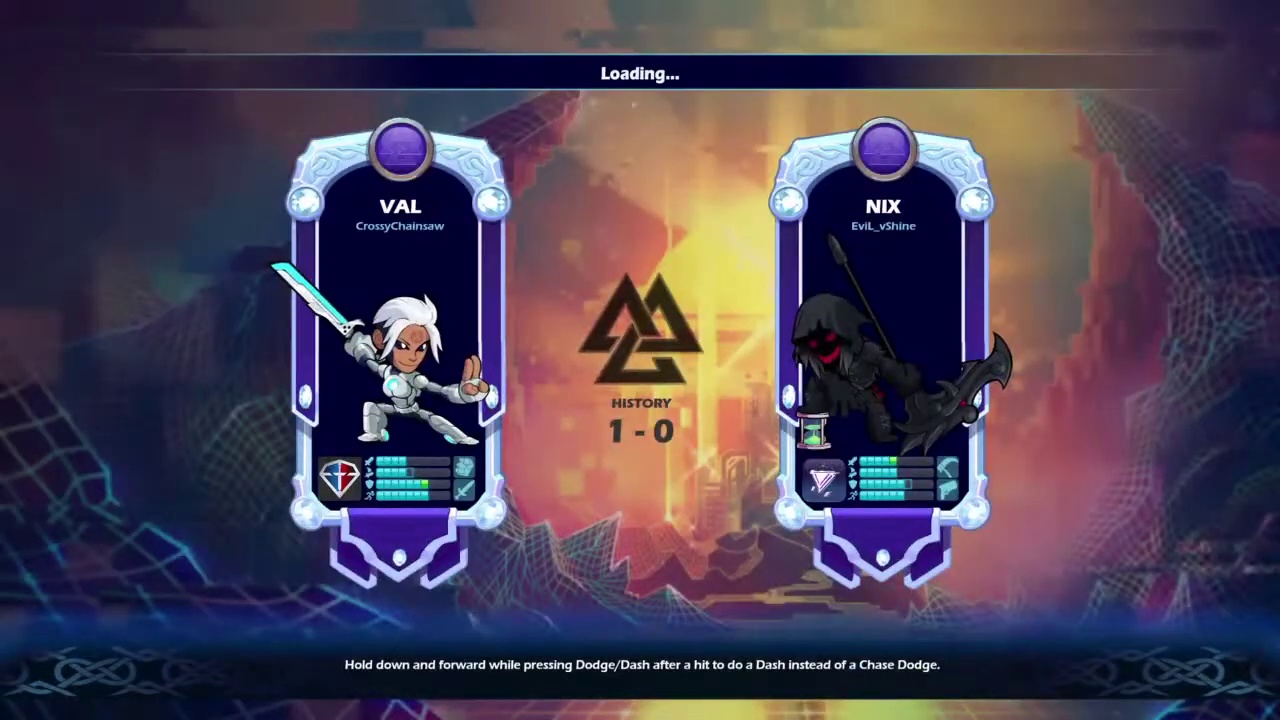 Loading...
VAL
CrossyChainsaw
NIX
EviL_vShine
HISTORY
1 - 0
Hold down and forward while pressing Dodge/Dash after a hit to do a Dash instead of a Chase Dodge.